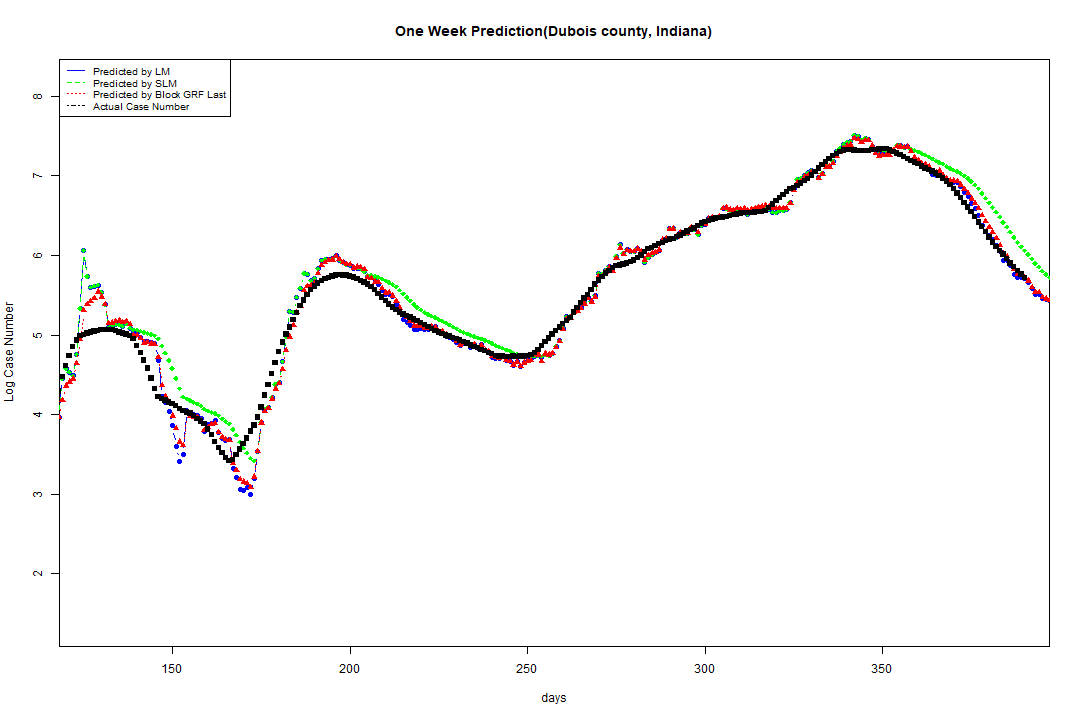 One Week Prediction(Dubois county, Indiana)
Predicted by LM
Predicted by SLM
Predicted by Block GRF Last
Actual Case Number
Log Case Number
8
7
6
5
4
3
2
150 200 250 300 350
days